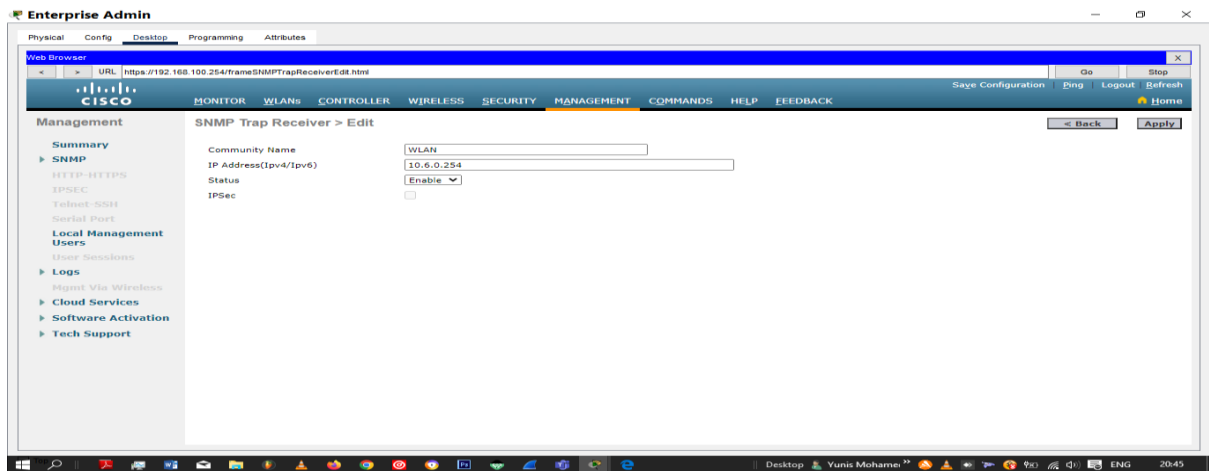 Enterprise Admin
Physical Config Desktop Programming Attributes
Web Browser X
< > URL https://192.168.100.254/frameSNMPTrapReceiverEdit.html Go Stop
Save Configuration Ping Logout Refresh
CISCO MONITOR WLANs CONTROLLER WIRELESS SECURITY MANAGEMENT COMMANDS HELP FEEDBACK Home
Management SNMP Trap Receiver > Edit < Back Apply
Summary
SNMP
HTTP-HTTPS
IPSEC
Telnet-SSH
Serial Port
Local Management
Users
User Sessions
Logs
Mgmt Via Wireless
Cloud Services
Software Activation
Tech Support
Community Name WLAN
IP Address(Ipv4/Ipv6) 10.6.0.254
Status Enable
IPSec
Desktop Yunis Mohame ENG 20:45